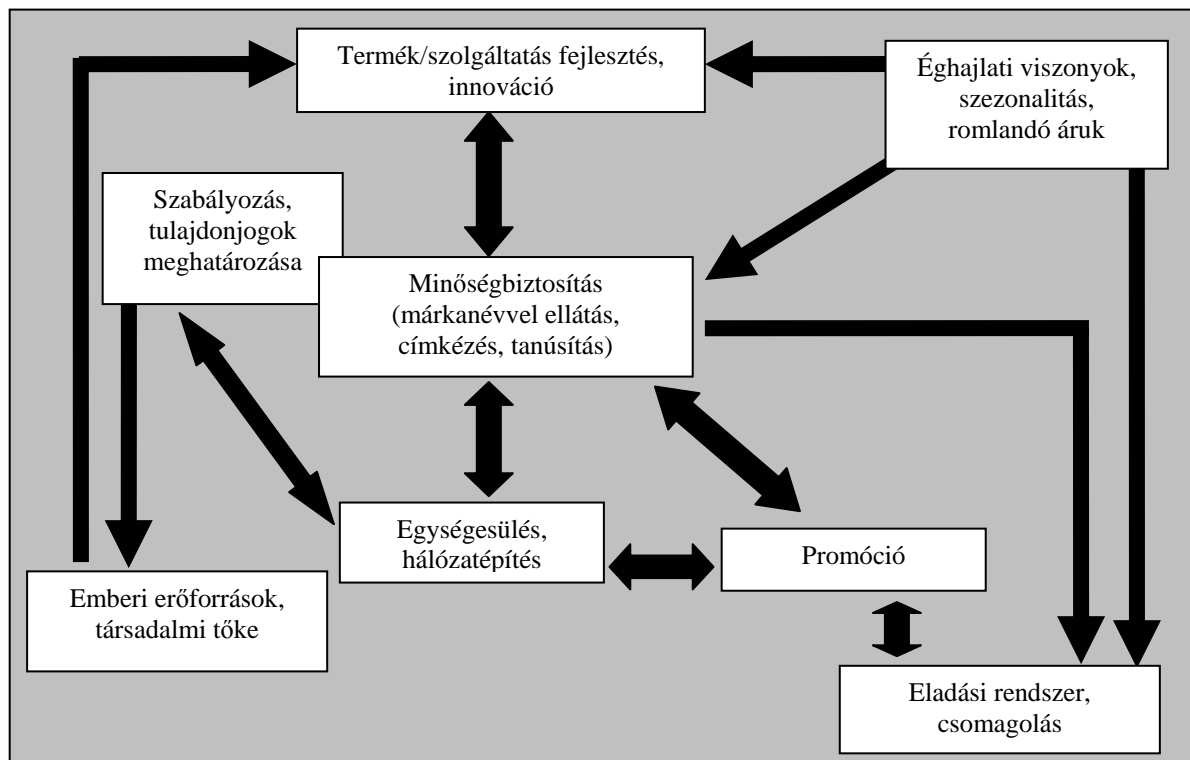 Termék/szolgáltatás fejlesztés,
innováció
Éghajlati viszonyok,
szezonalitás,
romlandó áruk
Szabályozás,
tulajdonjogok
meghatározása
Minőségbiztosítás
(márkanévvel ellátás,
címkézés, tanúsítás)
Egységesülés,
hálózatépítés
Promóció
Emberi erőforrások,
társadalmi tőke
Eladási rendszer,
csomagolás